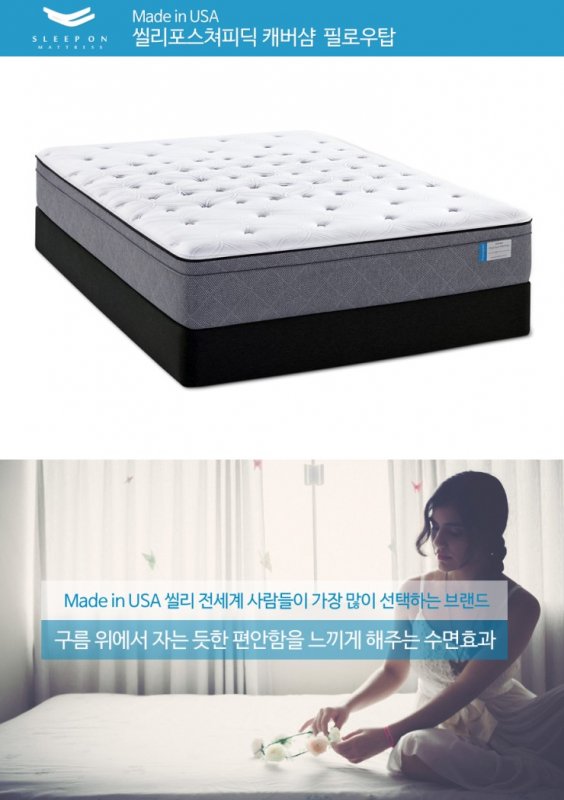 SLEEP ON
MATTRESS
Made in USA
씰리포스쳐피딕 캐버샴 필로우탑
Made in USA 씰리 전세계 사람들이 가장 많이 선택하는 브랜드
구름 위에서 자는 듯한 편안함을 느끼게 해주는 수면효과